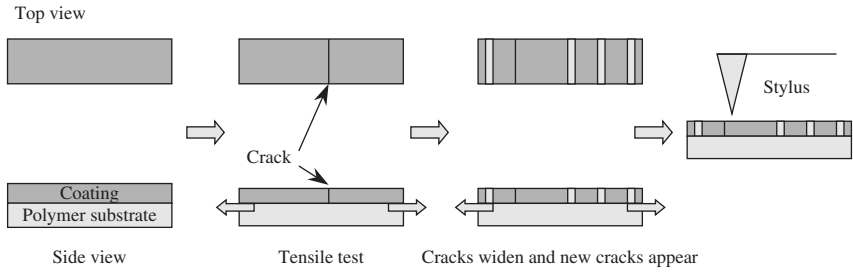 Top view
Stylus
Crack
Coating
Polymer substrate
Side view
Tensile test
Cracks widen and new cracks appear